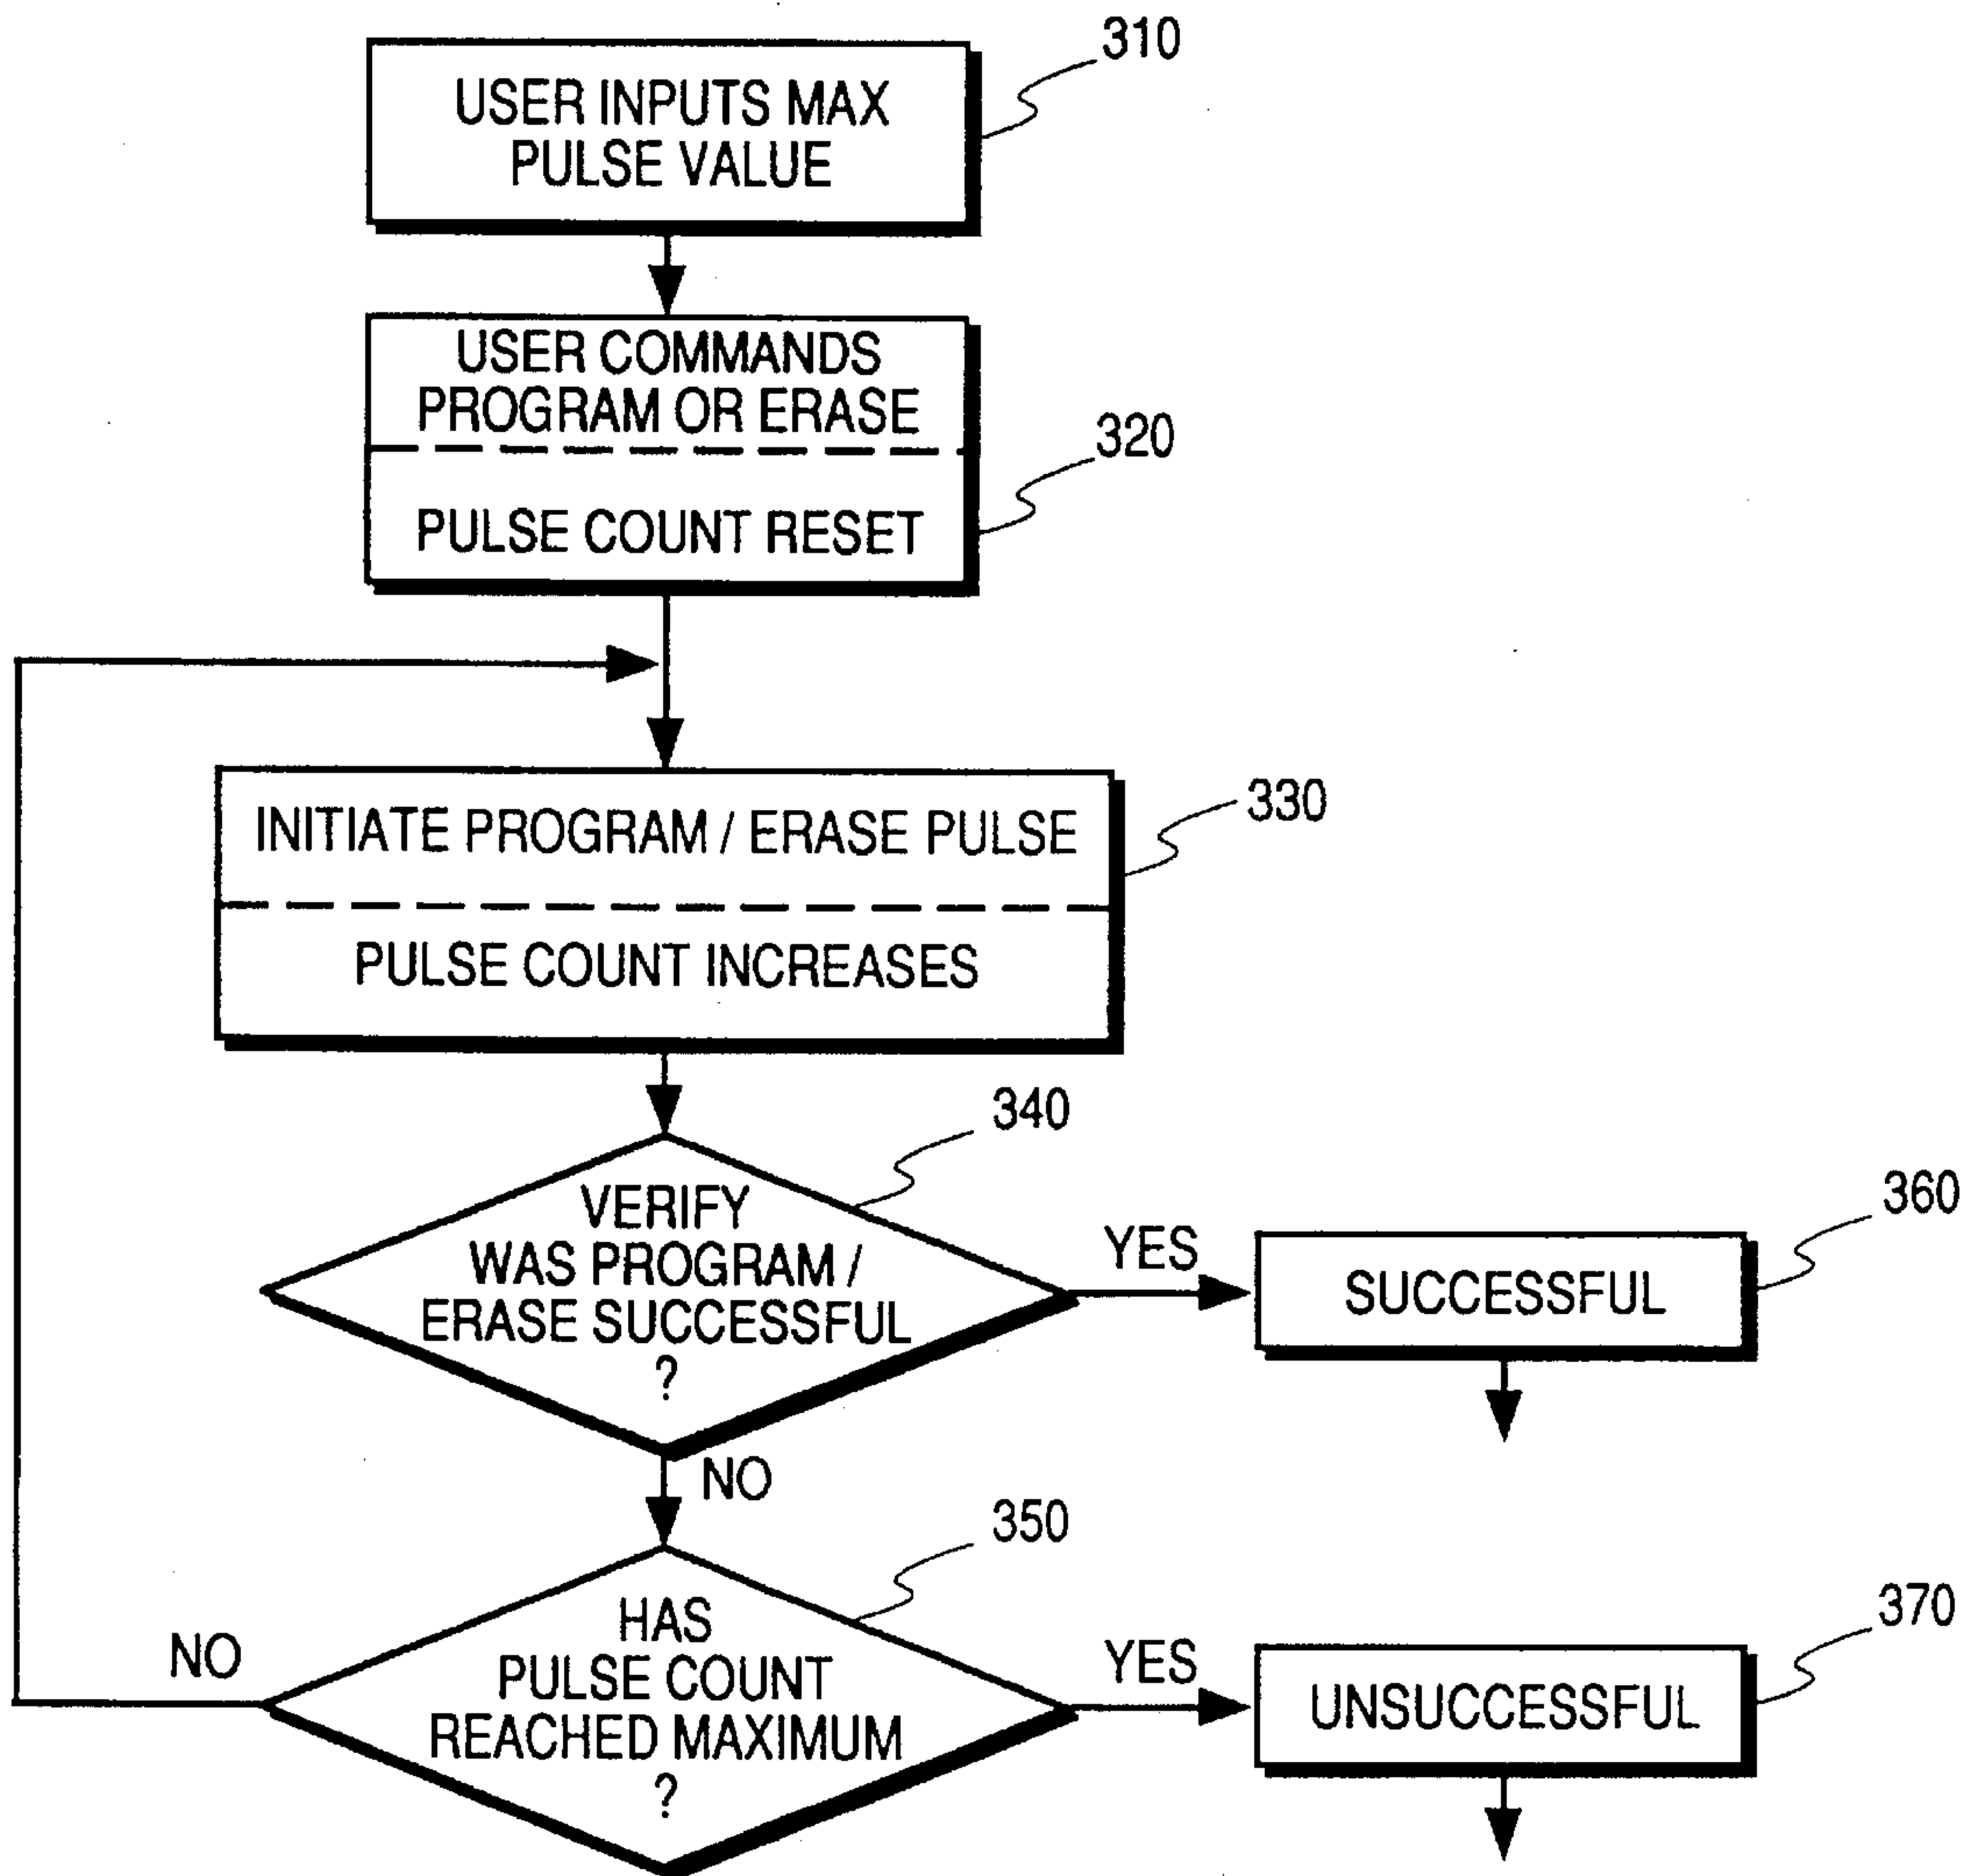 310
USER INPUTS MAX
PULSE VALUE
USER COMMANDS
PROGRAM OR ERASE
320
PULSE COUNT RESET
330
INITIATE PROGRAM / ERASE PULSE
PULSE COUNT INCREASES
340
VERIFY
WAS PROGRAM /
ERASE SUCCESSFUL
?
YES
360
SUCCESSFUL
NO
350
HAS
PULSE COUNT
REACHED MAXIMUM
?
NO
YES
370
UNSUCCESSFUL